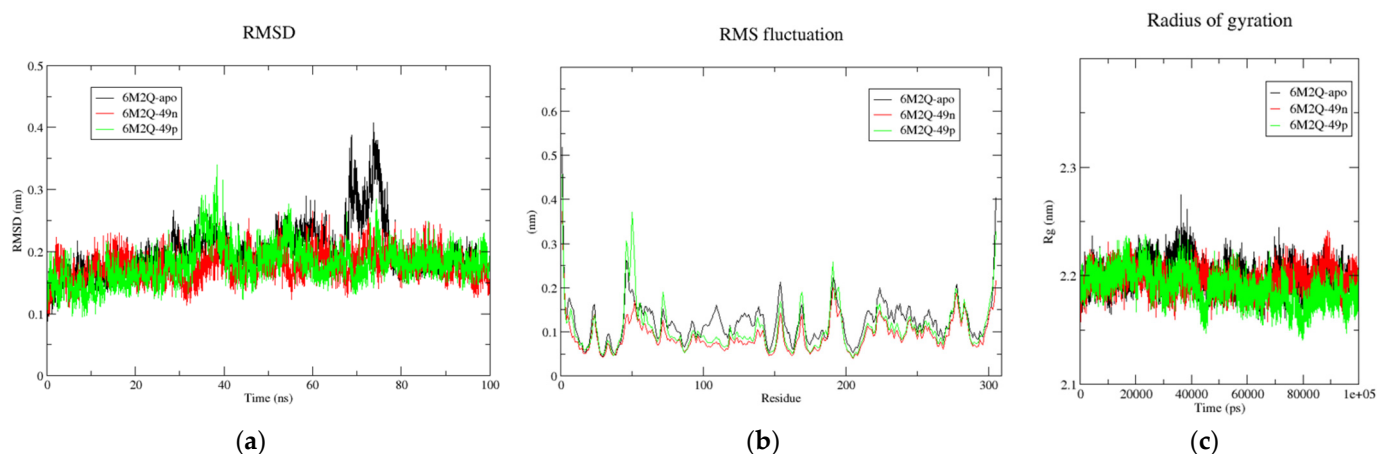 RMSD
0.5
0.4
0.3
0.2
0.1
0
RMSD (nm)
6M2Q-apo
6M2Q-49n
6M2Q-49p
0
20
40
60
80
100
Time (ns)
(a)
RMS fluctuation
0.6
0.5
0.4
0.3
0.2
0.1
0
(nm)
6M2Q-apo
6M2Q-49n
6M2Q-49p
0
100
200
300
Residue
(b)
Radius of gyration
2.3
2.2
2.1
Rg (nm)
6M2Q-apo
6M2Q-49n
6M2Q-49p
0
20000
40000
60000
80000
1e+05
Time (ps)
(c)